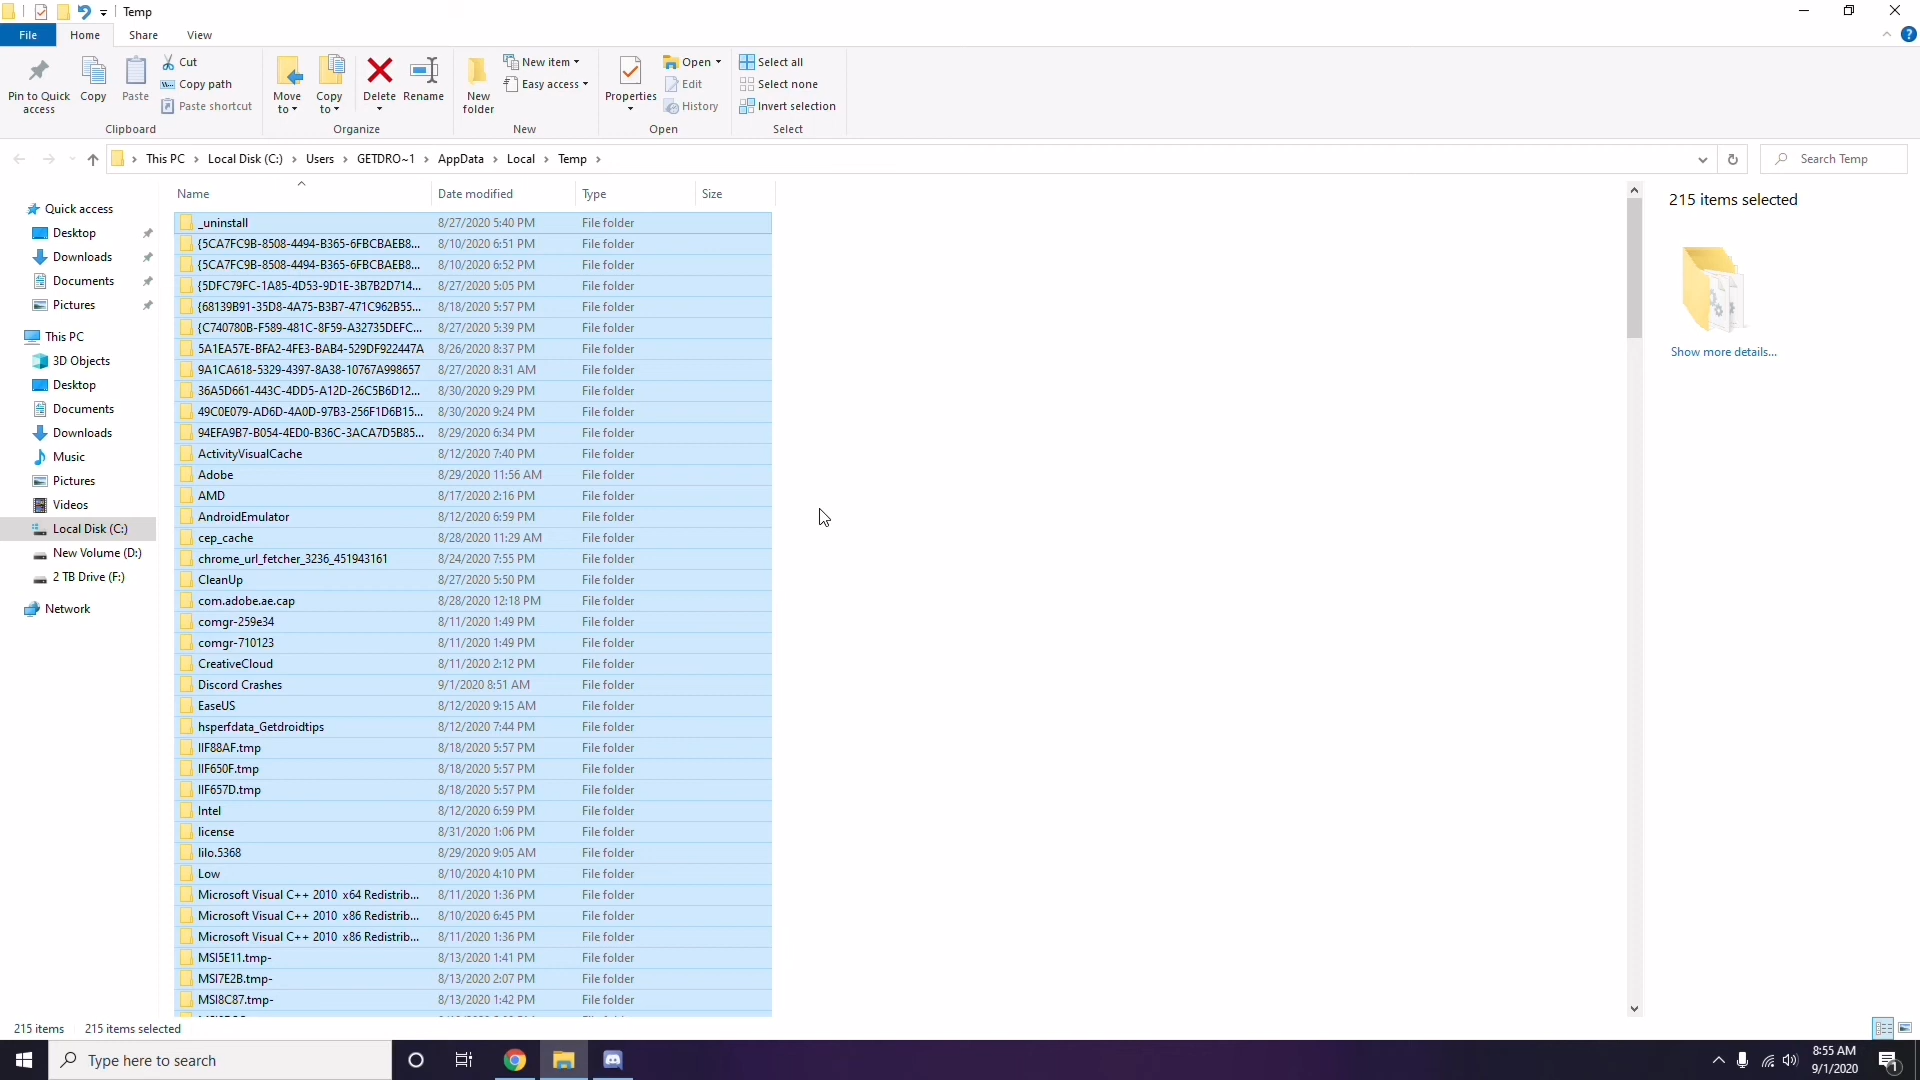 Temp
File Home Share View
Pin to Quick access
Copy
Paste
Cut
Copy path
Paste shortcut
Clipboard
Move to
Copy to
Delete
Rename
Organize
New folder
New item
Easy access
New
Properties
Open
Edit
History
Open
Select all
Select none
Invert selection
Select
This PC > Local Disk (C:) > Users > GETDRO~1 > AppData > Local > Temp >
Search Temp
Quick access
Desktop
Downloads
Documents
Pictures
This PC
3D Objects
Desktop
Documents
Downloads
Music
Pictures
Videos
Local Disk (C:)
New Volume (D:)
2 TB Drive (F:)
Network
Name Date modified Type Size
_uninstall 8/27/2020 5:40 PM File folder
{5CA7FC9B-8508-4494-B365-6FBCBAEB8... 8/10/2020 6:51 PM File folder
{5CA7FC9B-8508-4494-B365-6FBCBAEB8... 8/10/2020 6:52 PM File folder
{5DFC79FC-1A85-4D53-9D1E-3B7B2D714... 8/27/2020 5:05 PM File folder
{68139B91-35D8-4A75-B3B7-471C962B55... 8/18/2020 5:57 PM File folder
{C740780B-F589-481C-8F59-A32735DEFC... 8/27/2020 5:39 PM File folder
5A1EA57E-BFA2-4FE3-BAB4-529DF922447A 8/26/2020 8:37 PM File folder
9A1CA618-5329-4397-8A38-10767A998657 8/27/2020 8:31 AM File folder
36A5D661-443C-4DD5-A12D-26C5B6D12... 8/30/2020 9:29 PM File folder
49C0E079-AD6D-4A0D-97B3-256F1D6B15... 8/30/2020 9:24 PM File folder
94EFA9B7-B054-4ED0-B36C-3ACA7D5B85... 8/29/2020 6:34 PM File folder
ActivityVisualCache 8/12/2020 7:40 PM File folder
Adobe 8/29/2020 11:56 AM File folder
AMD 8/17/2020 2:16 PM File folder
AndroidEmulator 8/12/2020 6:59 PM File folder
cep_cache 8/28/2020 11:29 AM File folder
chrome_url_fetcher_3236_451943161 8/24/2020 7:55 PM File folder
CleanUp 8/27/2020 5:50 PM File folder
com.adobe.ae.cap 8/28/2020 12:18 PM File folder
comgr-259e34 8/11/2020 1:49 PM File folder
comgr-710123 8/11/2020 1:49 PM File folder
CreativeCloud 8/11/2020 2:12 PM File folder
Discord Crashes 9/1/2020 8:51 AM File folder
EaseUS 8/12/2020 9:15 AM File folder
hsperfdata_Getdroidtips 8/12/2020 7:44 PM File folder
IIF88AF.tmp 8/18/2020 5:57 PM File folder
IIF650F.tmp 8/18/2020 5:57 PM File folder
IIF657D.tmp 8/18/2020 5:57 PM File folder
Intel 8/12/2020 6:59 PM File folder
license 8/31/2020 1:06 PM File folder
lilo.5368 8/29/2020 9:05 AM File folder
Low 8/10/2020 4:10 PM File folder
Microsoft Visual C++ 2010 x64 Redistrib... 8/11/2020 1:36 PM File folder
Microsoft Visual C++ 2010 x86 Redistrib... 8/10/2020 6:45 PM File folder
Microsoft Visual C++ 2010 x86 Redistrib... 8/11/2020 1:36 PM File folder
MSI5E11.tmp- 8/13/2020 1:41 PM File folder
MSI7E2B.tmp- 8/13/2020 2:07 PM File folder
MSI8C87.tmp- 8/13/2020 1:42 PM File folder
215 items selected
Show more details...
215 items 215 items selected
Type here to search
8:55 AM
9/1/2020
1